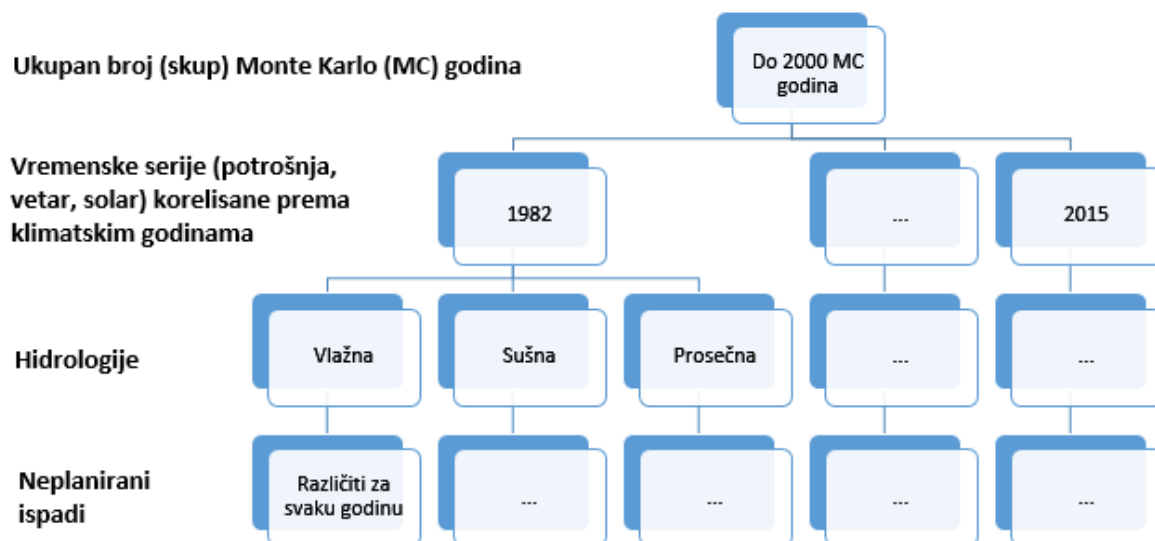 Ukupan broj (skup) Monte Karlo (MC) godina
Do 2000 MC
godina
Vremenske serije (potrošnja,
vetar, solar) korelisane prema
klimatskim godinama
1982
...
2015
Hidrologije
Vlažna
Sušna
Prosečna
...
...
Neplanirani
ispadi
Različiti za
svaku godinu
...
...
...
...